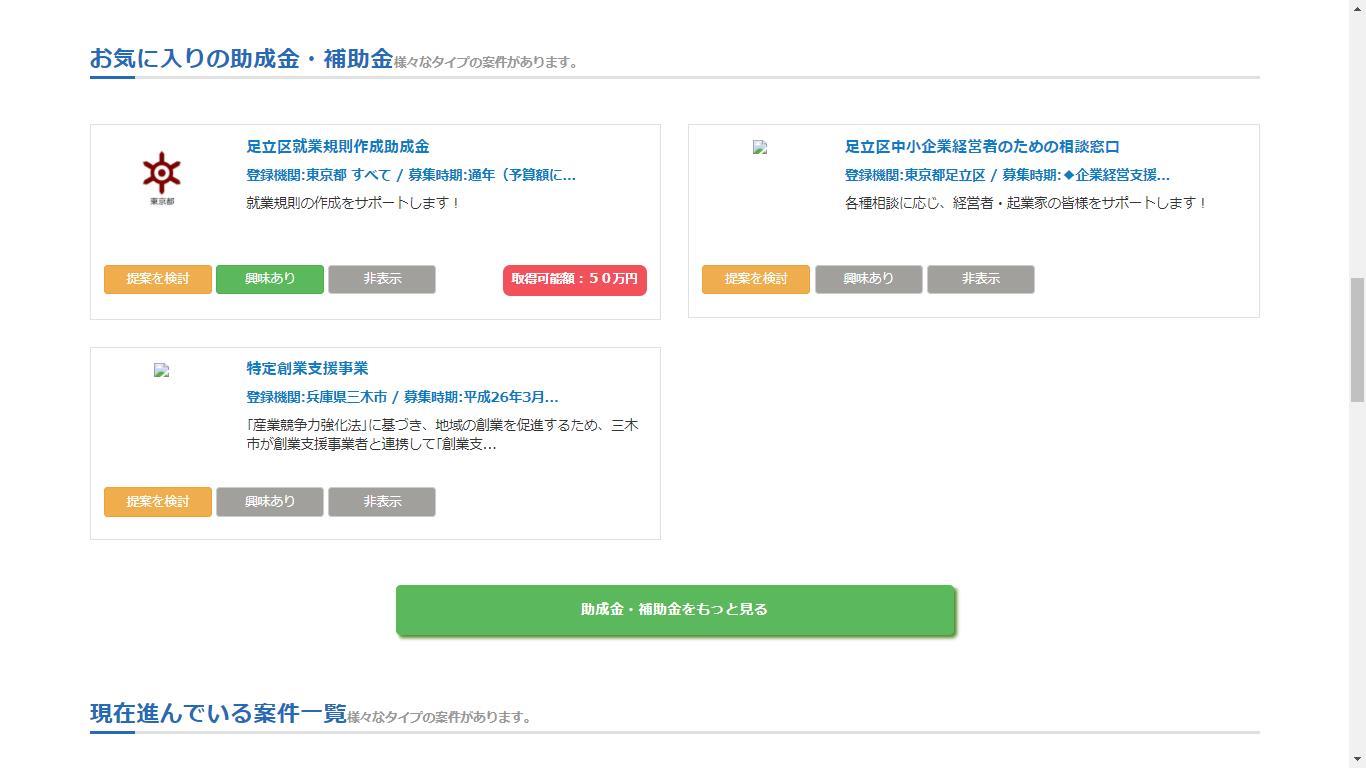 お気に入りの助成金・補助金様々なタイプの案件があります。
足立区就業規則作成助成金
登録機関:東京都 すべて / 募集時期:通年（予算額に...
就業規則の作成をサポートします！
東京都
提案を検討 興味あり 非表示 取得可能額：５０万円
足立区中小企業経営者のための相談窓口
登録機関:東京都足立区 / 募集時期:◆企業経営支援...
各種相談に応じ、経営者・起業家の皆様をサポートします！
提案を検討 興味あり 非表示
特定創業支援事業
登録機関:兵庫県三木市 / 募集時期:平成26年3月...
｢産業競争力強化法｣に基づき、地域の創業を促進するため、三木
市が創業支援事業者と連携して｢創業支...
提案を検討 興味あり 非表示
助成金・補助金をもっと見る
現在進んでいる案件一覧様々なタイプの案件があります。